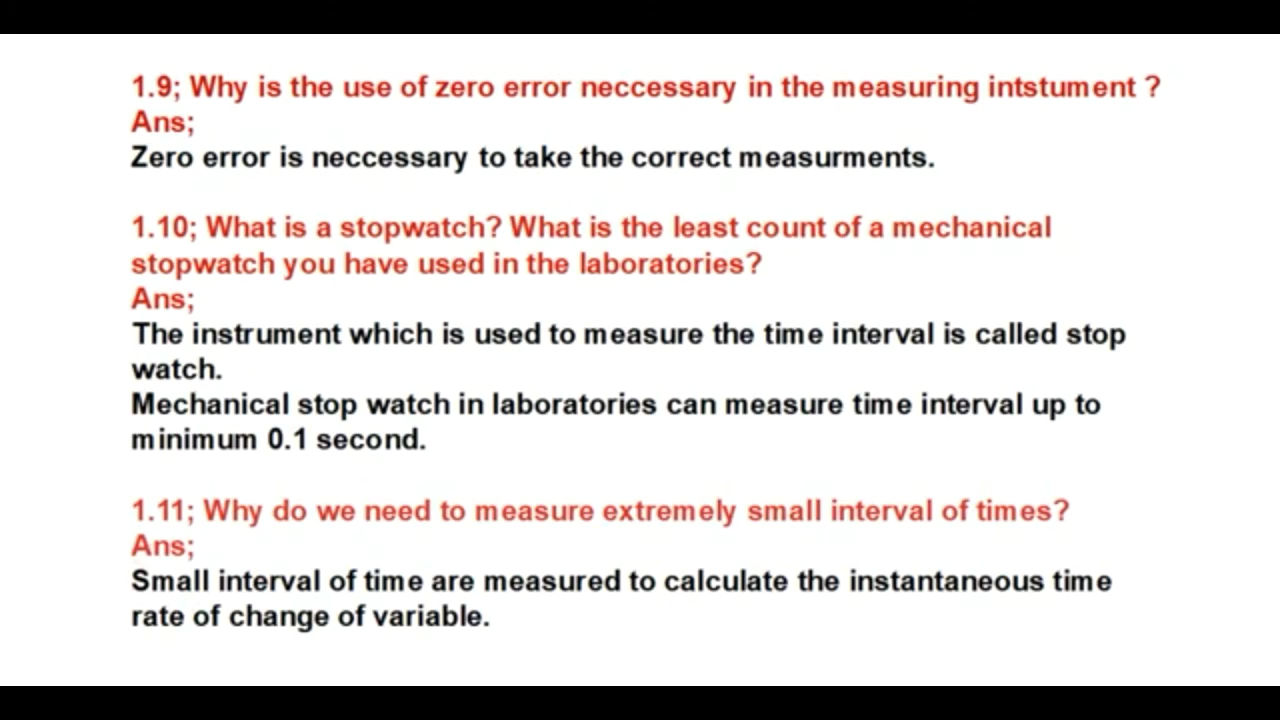 1.9; Why is the use of zero error neccessary in the measuring intstument ?
Ans;
Zero error is neccessary to take the correct measurments.
1.10; What is a stopwatch? What is the least count of a mechanical
stopwatch you have used in the laboratories?
Ans;
The instrument which is used to measure the time interval is called stop
watch.
Mechanical stop watch in laboratories can measure time interval up to
minimum 0.1 second.
1.11; Why do we need to measure extremely small interval of times?
Ans;
Small interval of time are measured to calculate the instantaneous time
rate of change of variable.